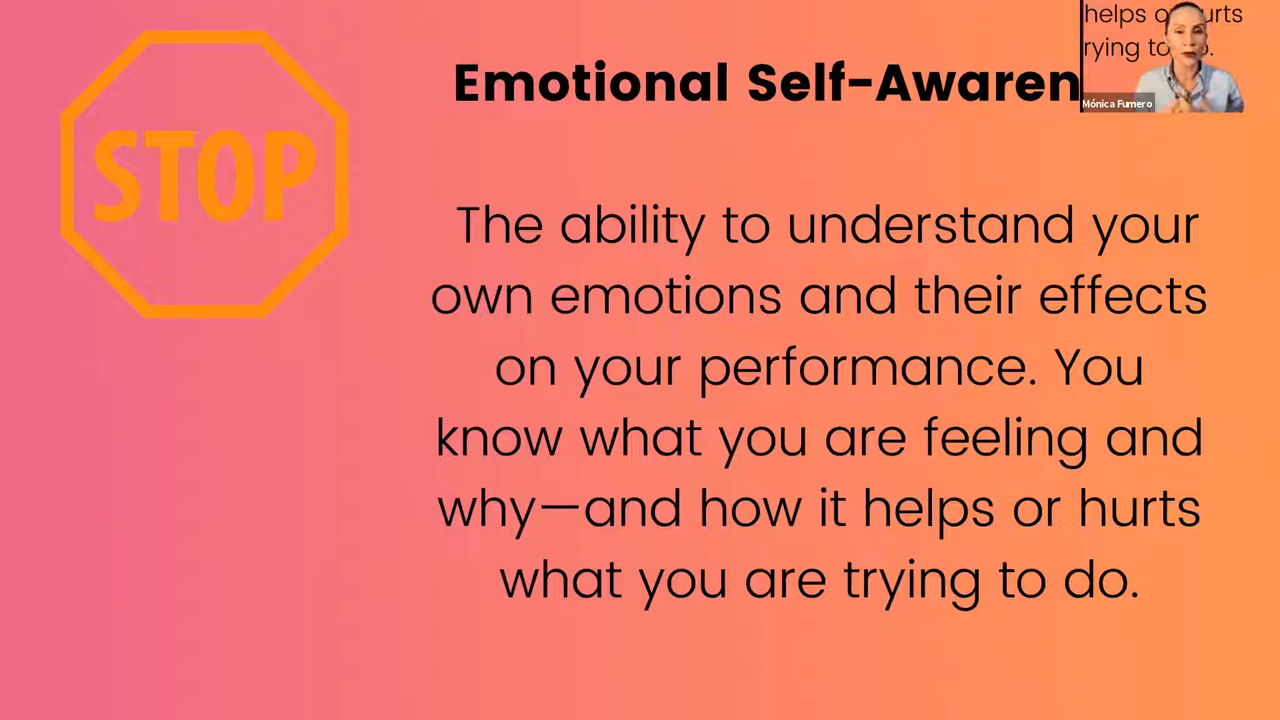 STOP
Emotional Self-Awaren
helps o urts
rying to .
Mónica Fumero
The ability to understand your
own emotions and their effects
on your performance. You
know what you are feeling and
why—and how it helps or hurts
what you are trying to do.